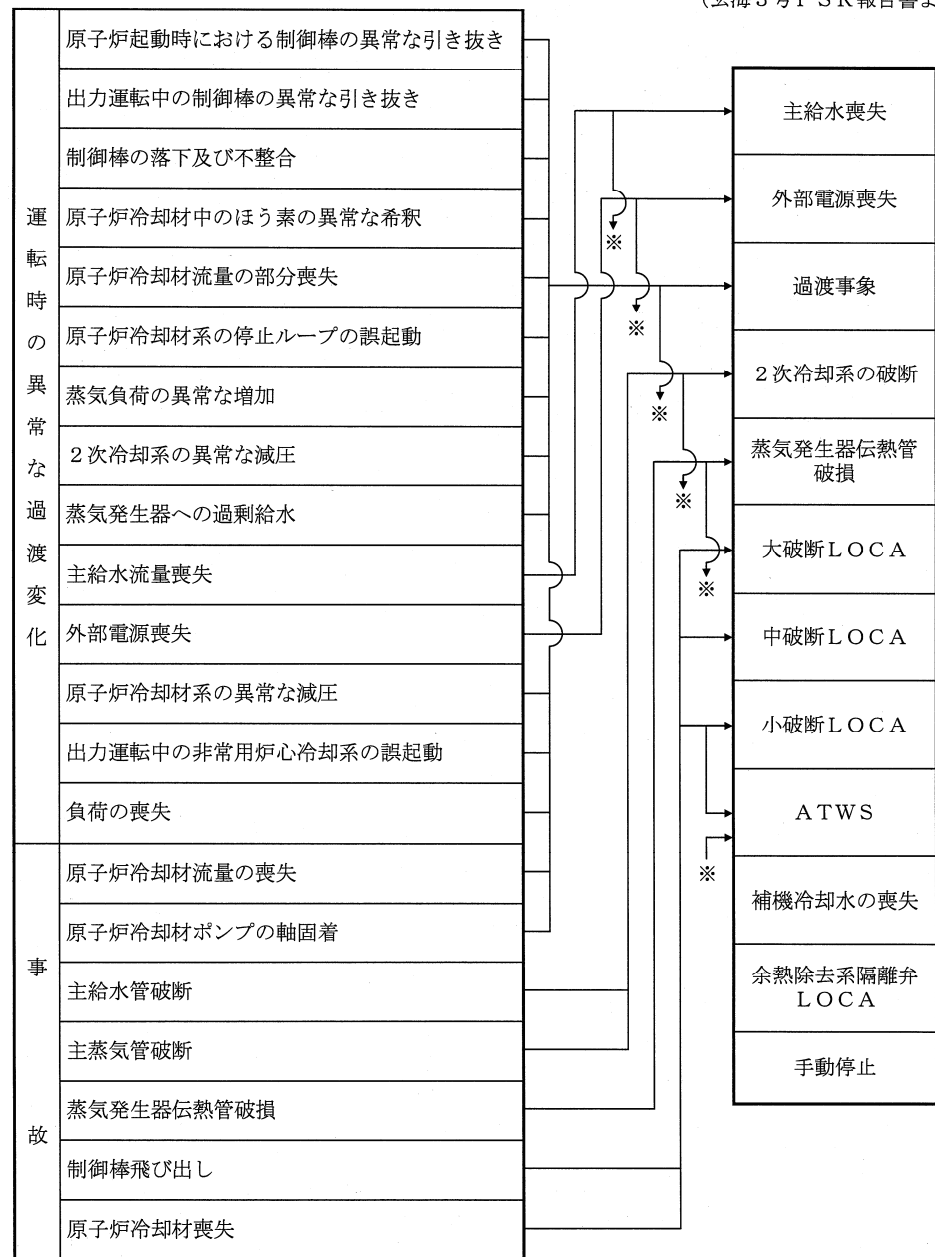 （玄海３号ＰＳＲ報告書よ
運転時の異常な過渡変化
原子炉起動時における制御棒の異常な引き抜き
出力運転中の制御棒の異常な引き抜き
制御棒の落下及び不整合
原子炉冷却材中のほう素の異常な希釈
原子炉冷却材流量の部分喪失
原子炉冷却材系の停止ループの誤起動
蒸気負荷の異常な増加
２次冷却系の異常な減圧
蒸気発生器への過剰給水
主給水流量喪失
外部電源喪失
原子炉冷却材系の異常な減圧
出力運転中の非常用炉心冷却系の誤起動
負荷の喪失
事故
原子炉冷却材流量の喪失
原子炉冷却材ポンプの軸固着
主給水管破断
主蒸気管破断
蒸気発生器伝熱管破損
制御棒飛び出し
原子炉冷却材喪失
※
※
※
※
※
※
主給水喪失
外部電源喪失
過渡事象
２次冷却系の破断
蒸気発生器伝熱管
破損
大破断ＬＯＣＡ
中破断ＬＯＣＡ
小破断ＬＯＣＡ
ＡＴＷＳ
補機冷却水の喪失
余熱除去系隔離弁
ＬＯＣＡ
手動停止